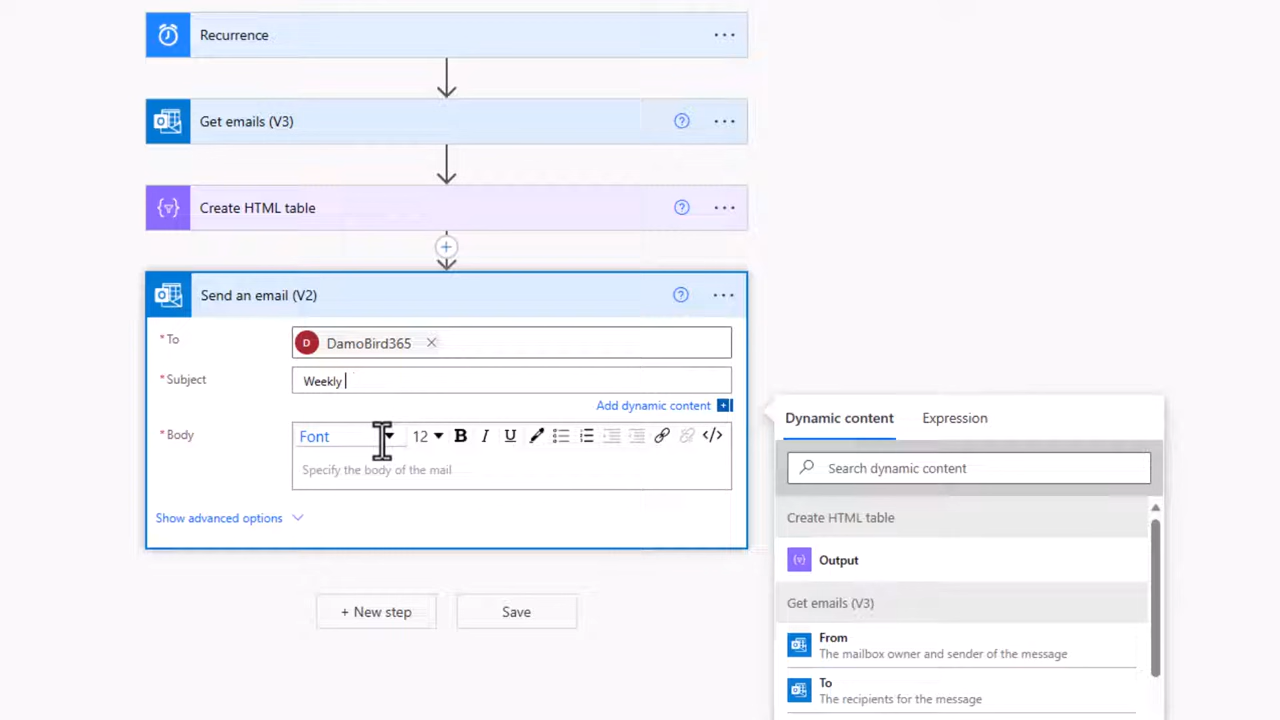 Recurrence
Get emails (V3)
Create HTML table
Send an email (V2)
* To
D
DamoBird365
* Subject
Weekly
Add dynamic content
* Body
Font
12
B
I
U
</>
Specify the body of the mail
Show advanced options
+ New step
Save
Dynamic content
Expression
Search dynamic content
Create HTML table
Output
Get emails (V3)
From
The mailbox owner and sender of the message
To
The recipients for the message